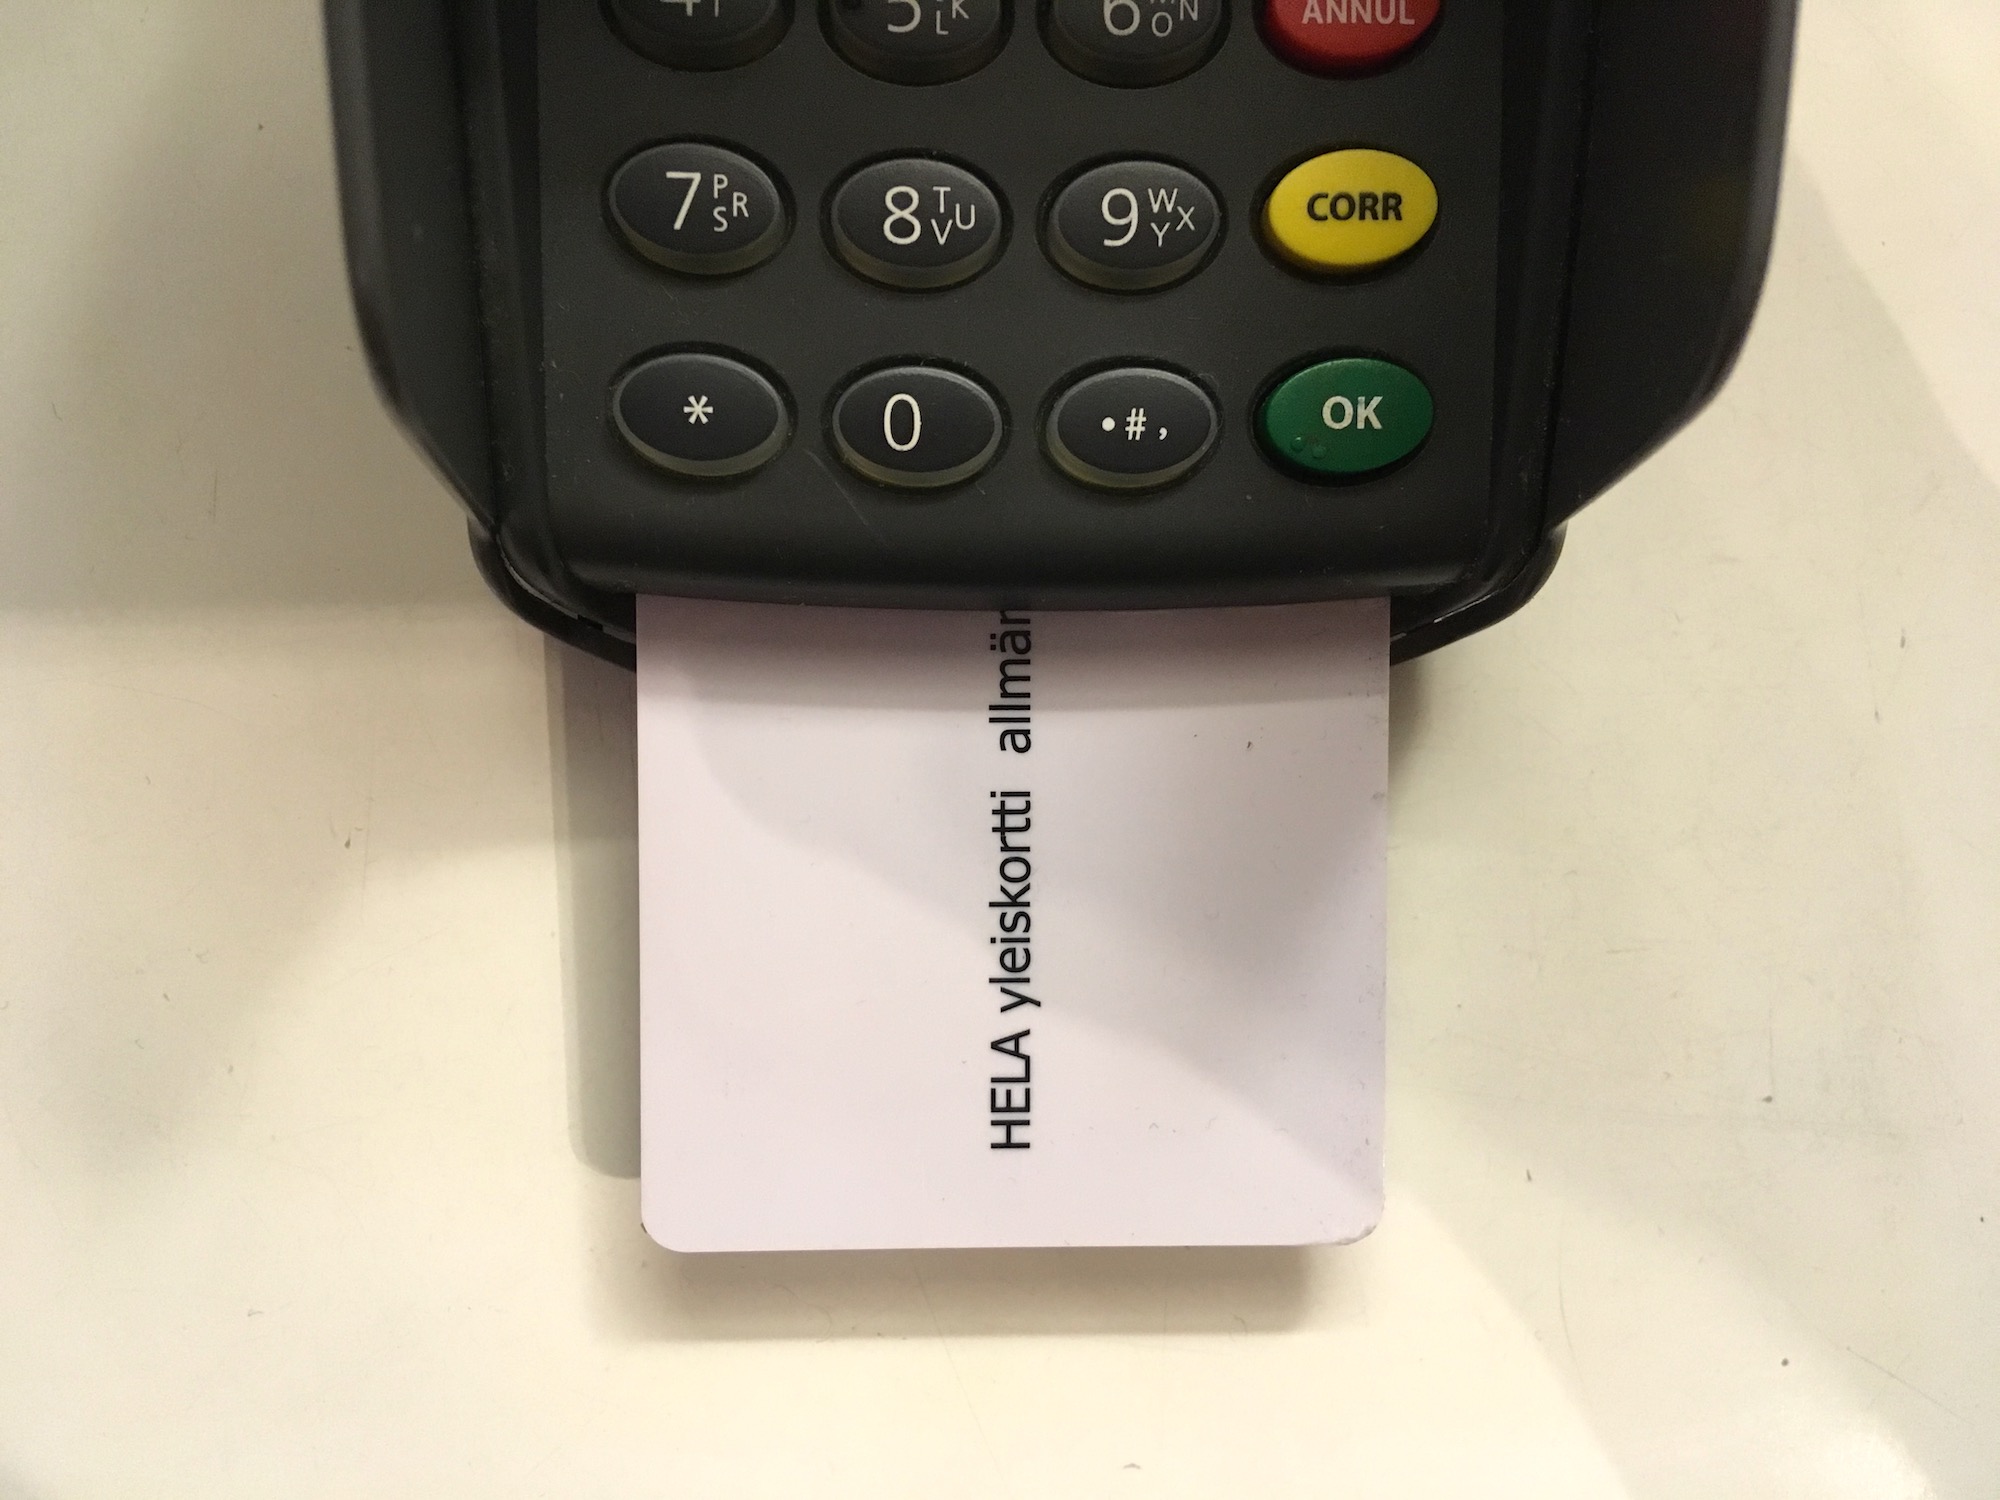 ANNUL
7 PRS
8 TUV
9 WXY
CORR
*
0
•#,
OK
HELA yleiskortti